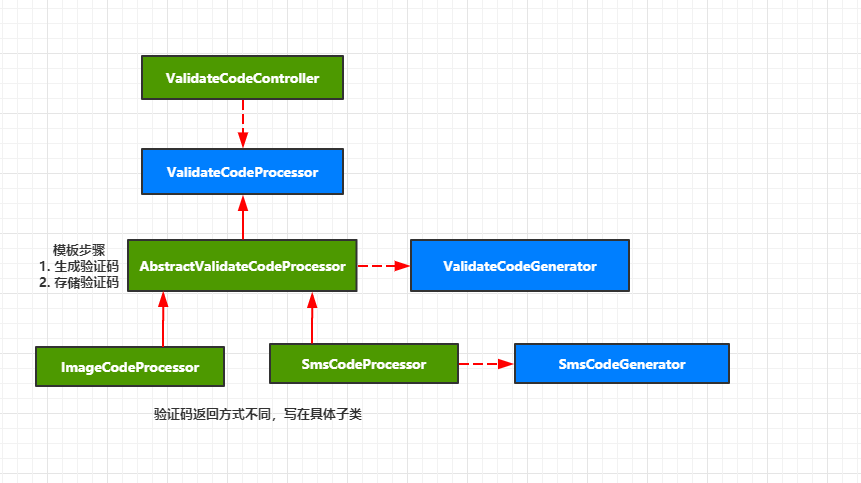 ValidateCodeController
ValidateCodeProcessor
模板步骤
1. 生成验证码
2. 存储验证码
AbstractValidateCodeProcessor
ValidateCodeGenerator
ImageCodeProcessor
SmsCodeProcessor
SmsCodeGenerator
验证码返回方式不同，写在具体子类